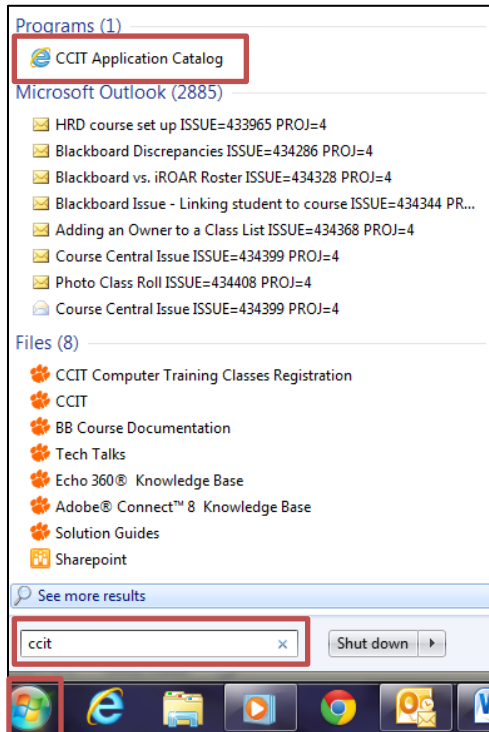 Programs (1)
CCIT Application Catalog
Microsoft Outlook (2885)
HRD course set up ISSUE=433965 PROJ=4
Blackboard Discrepancies ISSUE=434286 PROJ=4
Blackboard vs. iROAR Roster ISSUE=434328 PROJ=4
Blackboard Issue - Linking student to course ISSUE=434344 PR...
Adding an Owner to a Class List ISSUE=434368 PROJ=4
Course Central Issue ISSUE=434399 PROJ=4
Photo Class Roll ISSUE=434408 PROJ=4
Course Central Issue ISSUE=434399 PROJ=4
Files (8)
CCIT Computer Training Classes Registration
CCIT
BB Course Documentation
Tech Talks
Echo 360® Knowledge Base
Adobe® Connect™ 8 Knowledge Base
Solution Guides
Sharepoint
See more results
ccit × Shut down